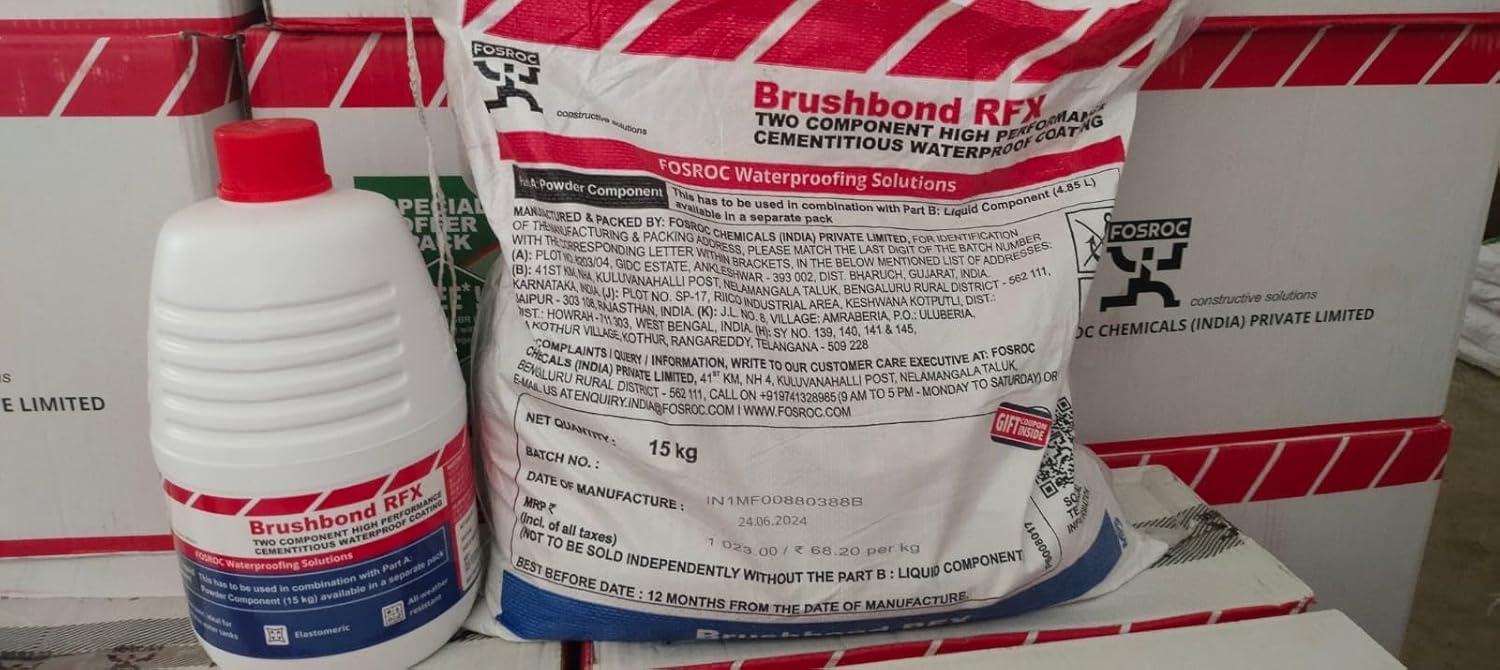 FOSROC
constructive solutions
Brushbond RFX
TWO COMPONENT HIGH PERFORMANCE
CEMENTITIOUS WATERPROOF COATING
FOSROC Waterproofing Solutions
A: Powder Component
This has to be used in combination with Part B: Liquid Component (4.85 L)
available in a separate pack
MANUFACTURED & PACKED BY: FOSROC CHEMICALS (INDIA) PRIVATE LIMITED, FOR IDENTIFICATION
OF THE MANUFACTURING & PACKING ADDRESS, PLEASE MATCH THE LAST DIGIT OF THE BATCH NUMBER
WITH THE CORRESPONDING LETTER WITHIN BRACKETS, IN THE BELOW MENTIONED LIST OF ADDRESSES:
(A): PLOT NO. 6203/04, GIDC ESTATE, ANKLESHWAR - 393 002, DIST. BHARUCH, GUJARAT, INDIA.
(B): 41ST KM, NH4, KULUVANAHALLI POST, NELAMANGALA TALUK, BENGALURU RURAL DISTRICT - 562 111,
KARNATAKA, INDIA. (J): PLOT NO. SP-17, RIICO INDUSTRIAL AREA, KESHWANA KOTPUTLI, DIST.:
JAIPUR - 303 108, RAJASTHAN, INDIA. (K): J.L. NO. 8, VILLAGE: AMRABERIA, P.O.: ULUBERIA,
DIST.: HOWRAH - 711 303, WEST BENGAL, INDIA. (H): SY NO. 139, 140, 141 & 145,
KOTHUR VILLAGE, KOTHUR, RANGAREDDY, TELANGANA - 509 228
COMPLAINTS / QUERY / INFORMATION, WRITE TO OUR CUSTOMER CARE EXECUTIVE AT: FOSROC
CHEMICALS (INDIA) PRIVATE LIMITED, 41ST KM, NH 4, KULUVANAHALLI POST, NELAMANGALA TALUK,
BENGALURU RURAL DISTRICT - 562 111, CALL ON +919741328985 (9 AM TO 5 PM - MONDAY TO SATURDAY) OR
E-MAIL US AT ENQUIRY.INDIA@FOSROC.COM | WWW.FOSROC.COM
GIFT COUPON INSIDE
NET QUANTITY : 15 kg
BATCH NO. : IN1MF00880388B
DATE OF MANUFACTURE : 24.06.2024
MRP ₹ 1 023.00 / ₹ 68.20 per kg
(Incl. of all taxes)
(NOT TO BE SOLD INDEPENDENTLY WITHOUT THE PART B : LIQUID COMPONENT
BEST BEFORE DATE : 12 MONTHS FROM THE DATE OF MANUFACTURE.
Brushbond RFX
Brushbond RFX
TWO COMPONENT HIGH PERFORMANCE
CEMENTITIOUS WATERPROOF COATING
FOSROC Waterproofing Solutions
This has to be used in combination with Part A:
Powder Component (15 kg) available in a separate pack
Elastomeric
All weather
resistant
SPECIAL
OFFER
PACK
E LIMITED
FOSROC
constructive solutions
OC CHEMICALS (INDIA) PRIVATE LIMITED